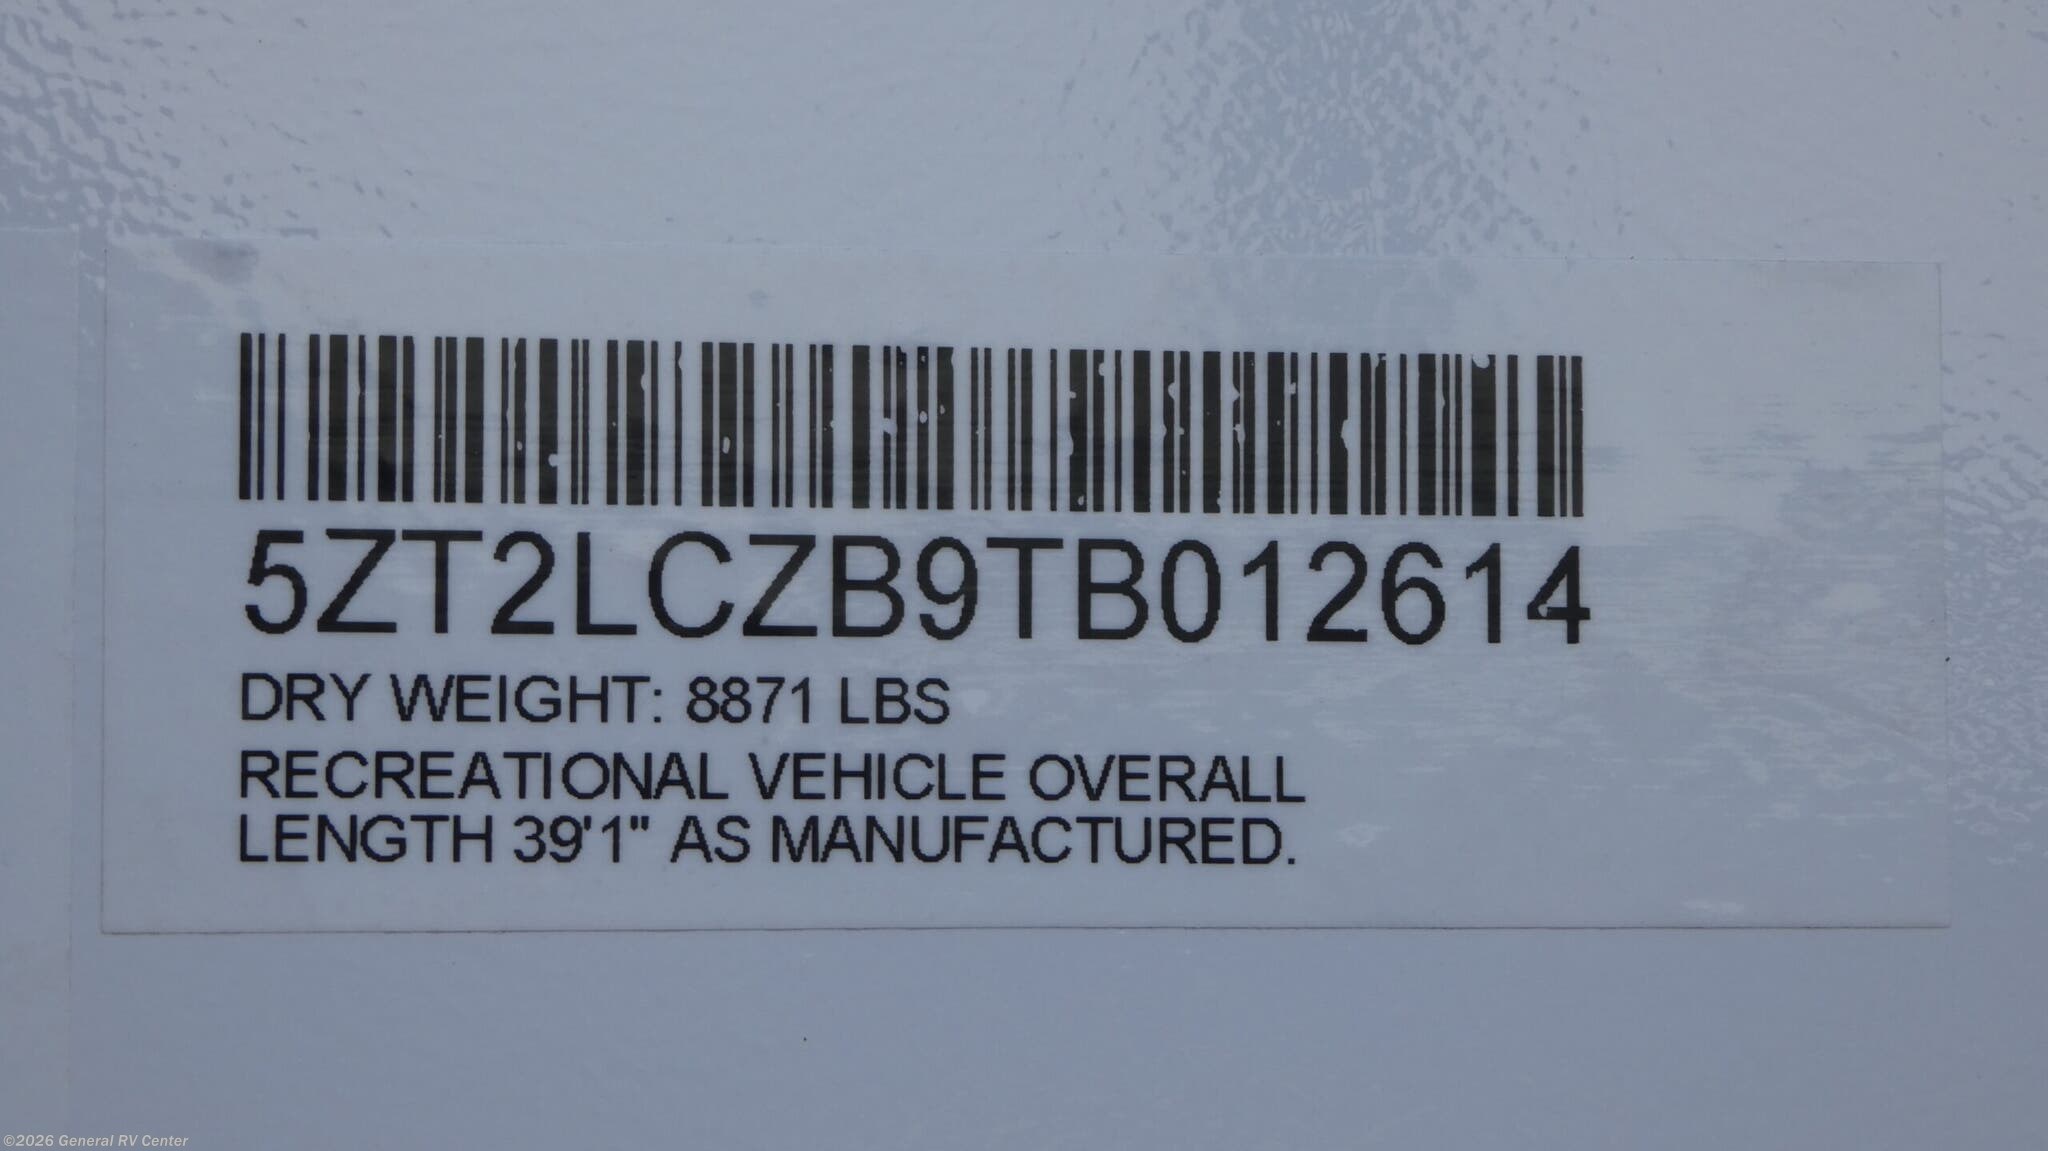 5ZT2LCZB9TB012614
DRY WEIGHT: 8871 LBS
RECREATIONAL VEHICLE OVERALL
LENGTH 39'1" AS MANUFACTURED.
©2026 General RV Center